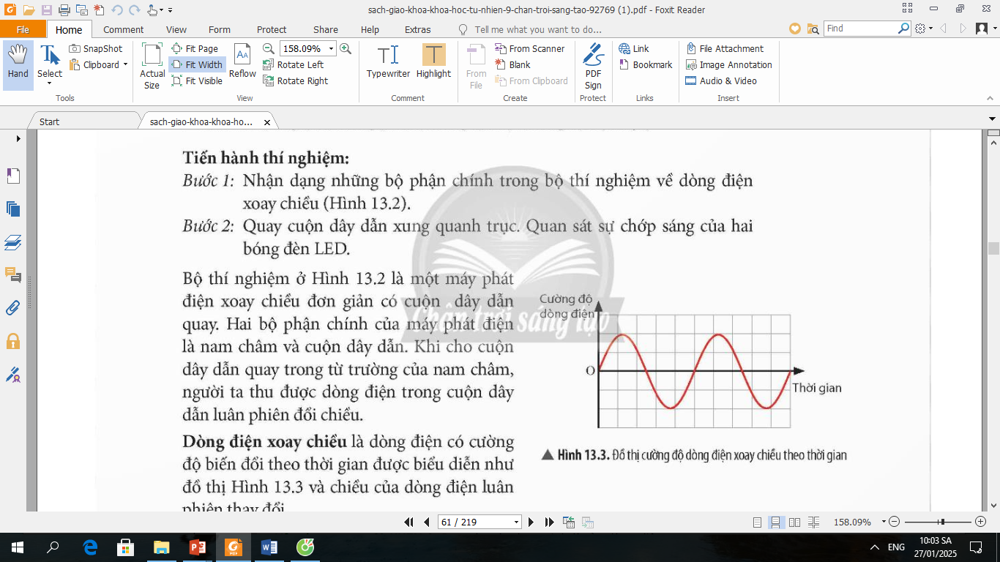 sach-giao-khoa-khoa-hoc-tu-nhien-9-chan-troi-sang-tao-92769 (1).pdf - Foxit Reader
File Home Comment View Form Protect Share Help Extras Tell me what you want to do... Find
Hand
Select
SnapShot
Clipboard
Tools
Actual Size
Fit Page
Fit Width
Fit Visible
Reflow
158.09%
Rotate Left
Rotate Right
View
Typewriter
Highlight
Comment
From File
From Scanner
Blank
From Clipboard
Create
PDF Sign
Protect
Link
Bookmark
Links
File Attachment
Image Annotation
Audio & Video
Insert
Start
sach-giao-khoa-khoa-ho...
Tiến hành thí nghiệm:
Bước 1: Nhận dạng những bộ phận chính trong bộ thí nghiệm về dòng điện
xoay chiều (Hình 13.2).
Bước 2: Quay cuộn dây dẫn xung quanh trục. Quan sát sự chớp sáng của hai
bóng đèn LED.
Bộ thí nghiệm ở Hình 13.2 là một máy phát
điện xoay chiều đơn giản có cuộn dây dẫn
quay. Hai bộ phận chính của máy phát điện
là nam châm và cuộn dây dẫn. Khi cho cuộn
dây dẫn quay trong từ trường của nam châm,
người ta thu được dòng điện trong cuộn dây
dẫn luân phiên đổi chiều.
Dòng điện xoay chiều là dòng điện có cường
độ biến đổi theo thời gian được biểu diễn như
đồ thị Hình 13.3 và chiều của dòng điện luân
phiên thay đổi.
Chân trời sáng tạo
Cường độ
dòng điện
O
Thời gian
▲ Hình 13.3. Đồ thị cường độ dòng điện xoay chiều theo thời gian
61 / 219
158.09%
ENG
10:03 SA
27/01/2025